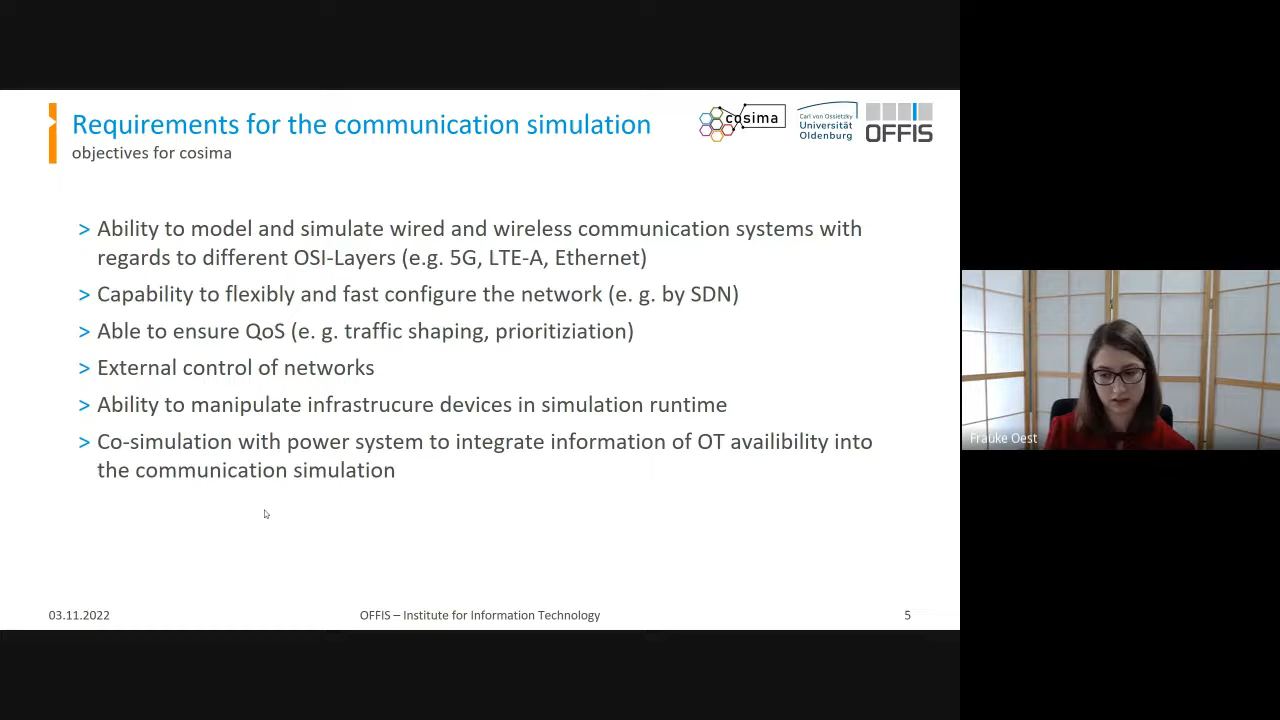 Requirements for the communication simulation
objectives for cosima
cosima
Carl von Ossietzky
Universität
Oldenburg
OFFIS
> Ability to model and simulate wired and wireless communication systems with
regards to different OSI-Layers (e.g. 5G, LTE-A, Ethernet)
> Capability to flexibly and fast configure the network (e. g. by SDN)
> Able to ensure QoS (e. g. traffic shaping, prioritiziation)
> External control of networks
> Ability to manipulate infrastrucure devices in simulation runtime
> Co-simulation with power system to integrate information of OT availibility into
the communication simulation
Frauke Oest
03.11.2022
OFFIS – Institute for Information Technology
5